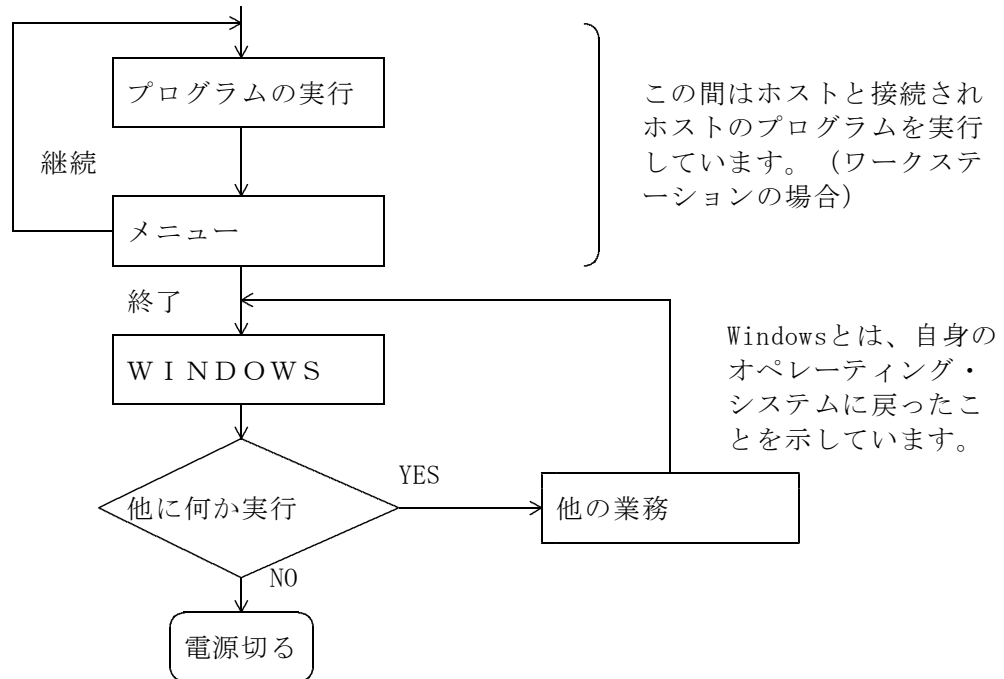 プログラムの実行
この間はホストと接続され
ホストのプログラムを実行
しています。（ワークステ
ーションの場合）
継続
メニュー
終了
ＷＩＮＤＯＷＳ
Windowsとは、自身の
オペレーティング・
システムに戻ったこ
とを示しています。
他に何か実行
YES
他の業務
NO
電源切る